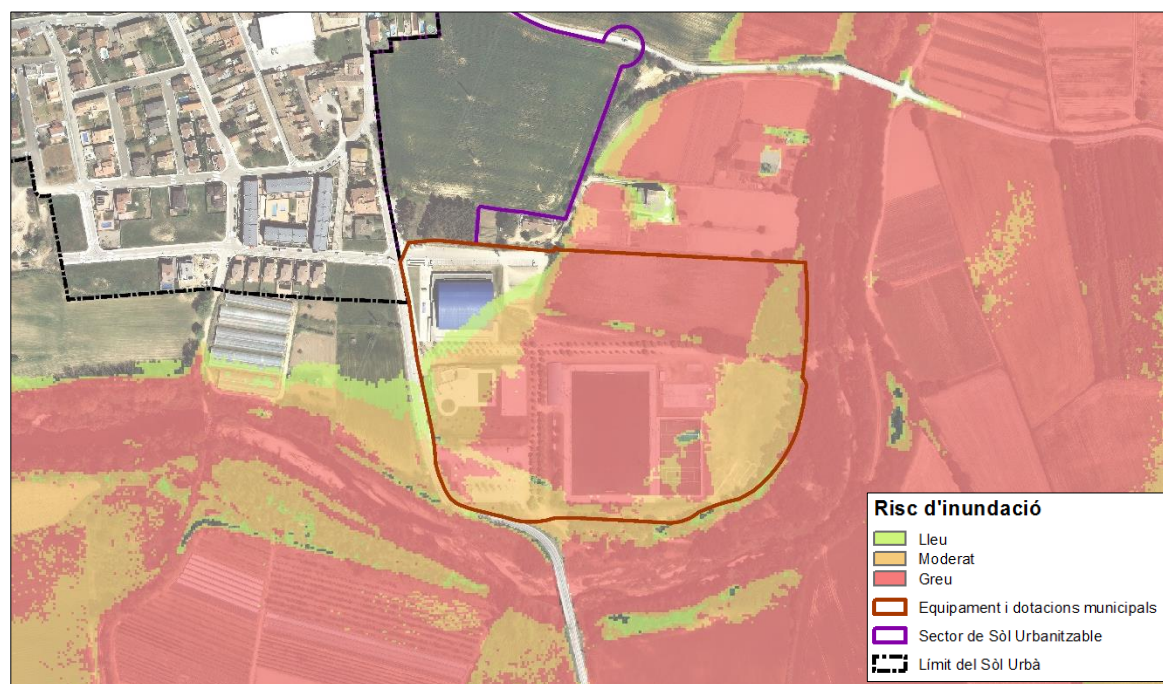 Risc d'inundació
Lleu
Moderat
Greu
Equipament i dotacions municipals
Sector de Sòl Urbanitzable
Límit del Sòl Urbà